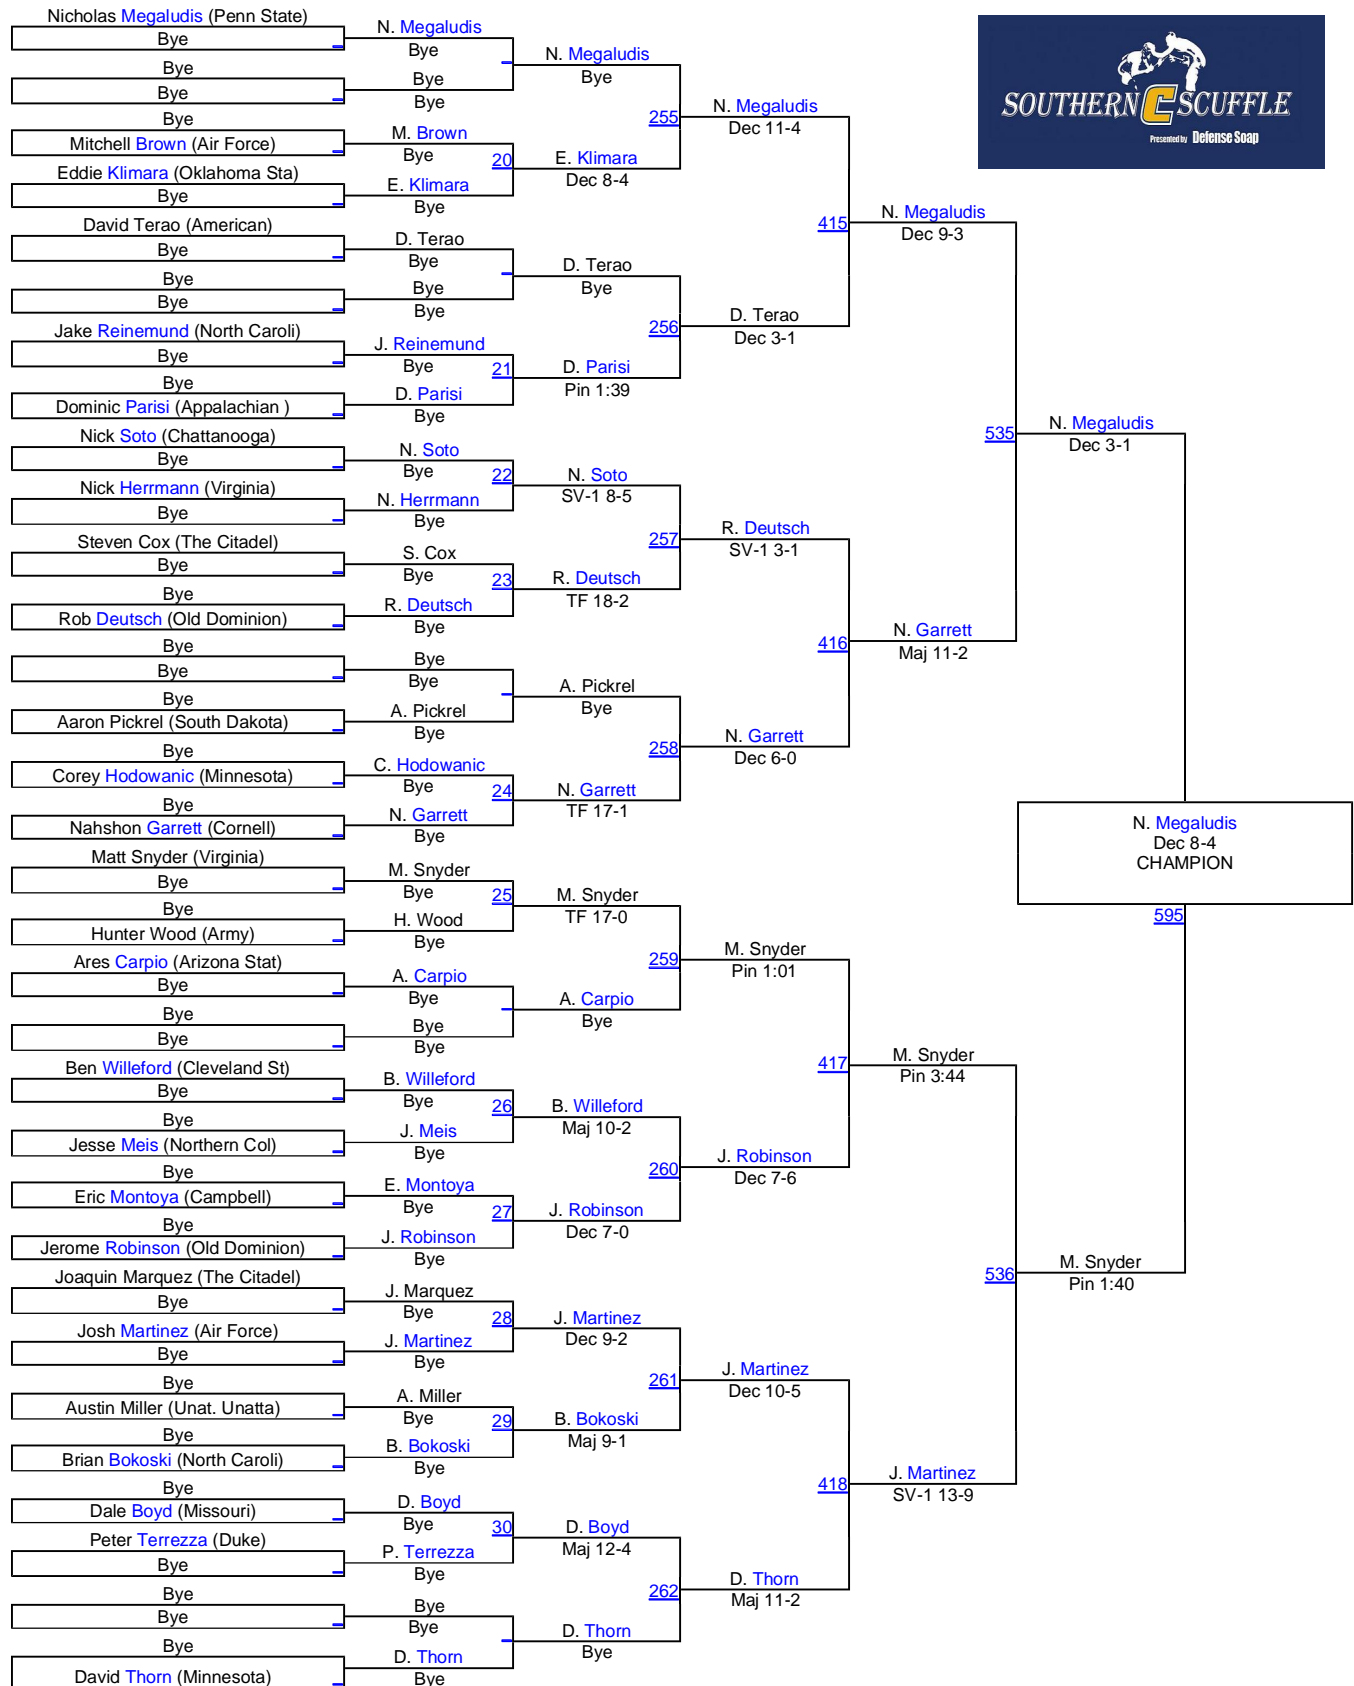 Nicholas Megaludis (Penn State)
Bye
Bye
Bye
Bye
Mitchell Brown (Air Force)
Eddie Klimara (Oklahoma Sta)
Bye
David Terao (American)
Bye
Bye
Bye
Jake Reinemund (North Caroli)
Bye
Bye
Dominic Parisi (Appalachian )
Nick Soto (Chattanooga)
Bye
Nick Herrmann (Virginia)
Bye
Steven Cox (The Citadel)
Bye
Bye
Rob Deutsch (Old Dominion)
Bye
Bye
Bye
Aaron Pickrel (South Dakota)
Bye
Corey Hodowanic (Minnesota)
Bye
Nahshon Garrett (Cornell)
Matt Snyder (Virginia)
Bye
Bye
Hunter Wood (Army)
Ares Carpio (Arizona Stat)
Bye
Bye
Bye
Ben Willeford (Cleveland St)
Bye
Bye
Jesse Meis (Northern Col)
Bye
Eric Montoya (Campbell)
Bye
Jerome Robinson (Old Dominion)
Joaquin Marquez (The Citadel)
Bye
Josh Martinez (Air Force)
Bye
Bye
Austin Miller (Unat. Unatta)
Bye
Brian Bokoski (North Caroli)
Bye
Dale Boyd (Missouri)
Peter Terrezza (Duke)
Bye
Bye
Bye
Bye
David Thorn (Minnesota)
N. Megaludis
Bye
Bye
Bye
M. Brown
Bye
20
E. Klimara
Bye
D. Terao
Bye
Bye
Bye
J. Reinemund
Bye
21
D. Parisi
Bye
N. Soto
Bye
22
N. Herrmann
Bye
S. Cox
Bye
23
R. Deutsch
Bye
Bye
Bye
A. Pickrel
Bye
C. Hodowanic
Bye
24
N. Garrett
Bye
M. Snyder
Bye
25
H. Wood
Bye
A. Carpio
Bye
Bye
Bye
B. Willeford
Bye
26
J. Meis
Bye
E. Montoya
Bye
27
J. Robinson
Bye
J. Marquez
Bye
28
J. Martinez
Bye
A. Miller
Bye
29
B. Bokoski
Bye
D. Boyd
Bye
30
P. Terrezza
Bye
Bye
Bye
D. Thorn
Bye
N. Megaludis
Bye
255
E. Klimara
Dec 8-4
D. Terao
Bye
256
D. Parisi
Pin 1:39
N. Soto
SV-1 8-5
257
R. Deutsch
TF 18-2
A. Pickrel
Bye
258
N. Garrett
TF 17-1
M. Snyder
TF 17-0
259
A. Carpio
Bye
B. Willeford
Maj 10-2
260
J. Robinson
Dec 7-0
J. Martinez
Dec 9-2
261
B. Bokoski
Maj 9-1
D. Boyd
Maj 12-4
262
D. Thorn
Bye
N. Megaludis
Dec 11-4
415
D. Terao
Dec 3-1
R. Deutsch
SV-1 3-1
416
N. Garrett
Dec 6-0
M. Snyder
Pin 1:01
417
J. Robinson
Dec 7-6
J. Martinez
Dec 10-5
418
D. Thorn
Maj 11-2
N. Megaludis
Dec 9-3
535
N. Garrett
Maj 11-2
M. Snyder
Pin 3:44
536
J. Martinez
SV-1 13-9
N. Megaludis
Dec 3-1
N. Megaludis
Dec 8-4
CHAMPION
595
M. Snyder
Pin 1:40
SOUTHERN C SCUFFLE
Presented by Defense Soap